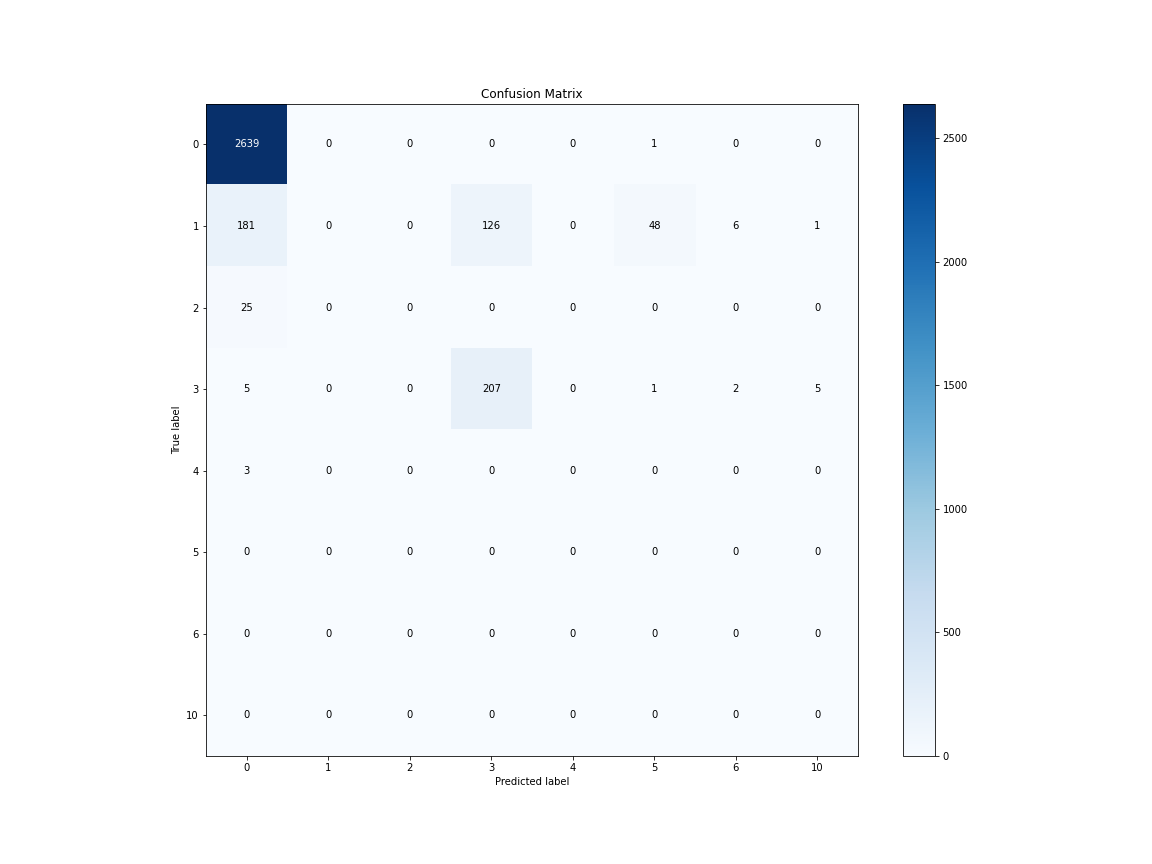 Confusion Matrix
0 2639 0 0 0 0 1 0 0
1 181 0 0 126 0 48 6 1
2 25 0 0 0 0 0 0 0
3 5 0 0 207 0 1 2 5
4 3 0 0 0 0 0 0 0
5 0 0 0 0 0 0 0 0
6 0 0 0 0 0 0 0 0
10 0 0 0 0 0 0 0 0
0 1 2 3 4 5 6 10
True label
Predicted label
2500
2000
1500
1000
500
0